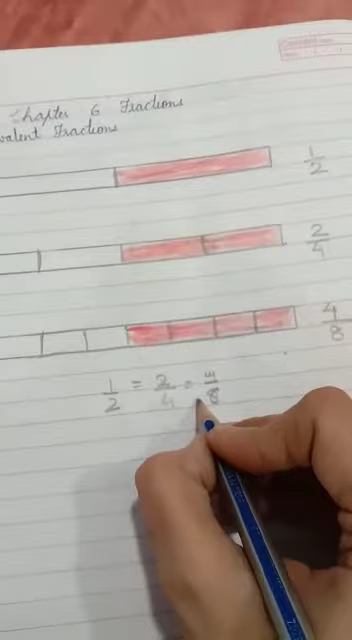 Chapter 6 Fractions
valent Fractions
1/2
2/4
4/8
1/2 = 2/4 = 4/8